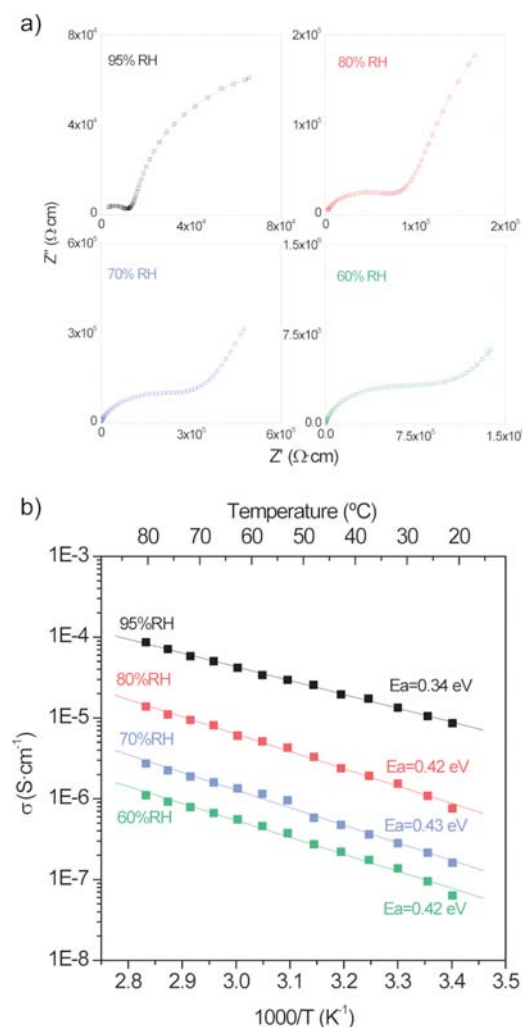 a)
8x10⁴
95% RH
4x10⁴
0
0
4x10⁴
8x10⁴
2x10⁵
80% RH
1x10⁵
0
0
1x10⁵
2x10⁵
Z'' (Ω·cm)
6x10⁵
70% RH
3x10⁵
0
0
3x10⁵
6x10⁵
1.5x10⁶
60% RH
7.5x10⁵
0.0
0.0
7.5x10⁵
1.5x10⁶
Z' (Ω·cm)
b)
Temperature (ºC)
80 70 60 50 40 30 20
1E-3
1E-4
1E-5
1E-6
1E-7
1E-8
σ (S·cm⁻¹)
95%RH
Ea=0.34 eV
80%RH
Ea=0.42 eV
70%RH
Ea=0.43 eV
60%RH
Ea=0.42 eV
2.8 2.9 3.0 3.1 3.2 3.3 3.4 3.5
1000/T (K⁻¹)